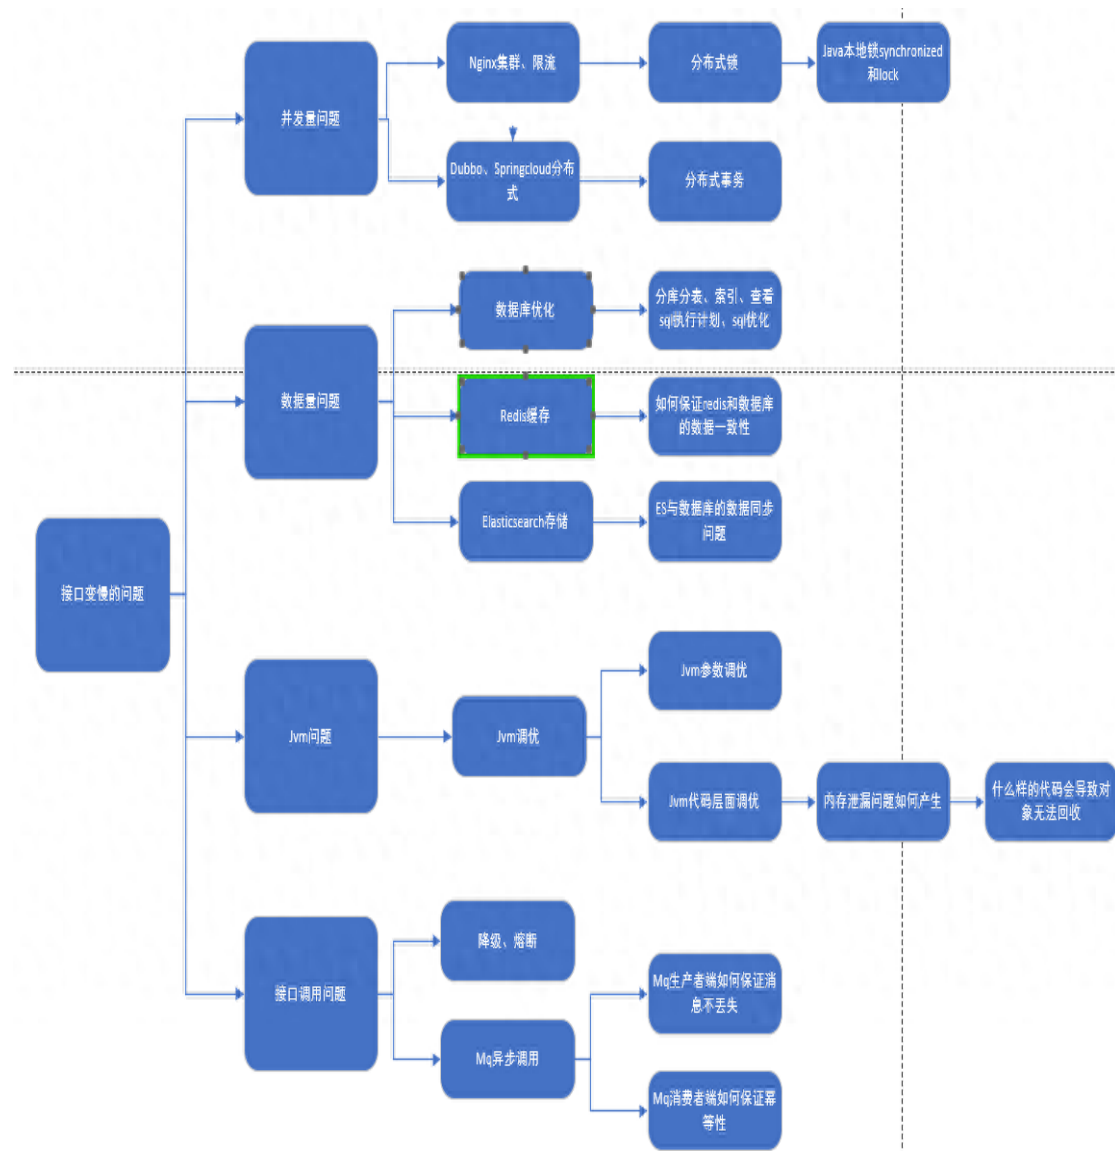 Nginx集群、限流
分布式锁
Java本地锁synchronized
和lock
并发量问题
Dubbo、Springcloud分布
式
分布式事务
数据库优化
分库分表、索引、查看
sql执行计划、sql优化
数据量问题
Redis缓存
如何保证redis和数据库
的数据一致性
Elasticsearch存储
ES与数据库的数据同步
问题
接口变慢的问题
Jvm问题
Jvm调优
Jvm参数调优
Jvm代码层面调优
内存泄漏问题如何产生
什么样的代码会导致对
象无法回收
接口调用问题
降级、熔断
Mq异步调用
Mq生产者端如何保证消
息不丢失
Mq消费者端如何保证幂
等性